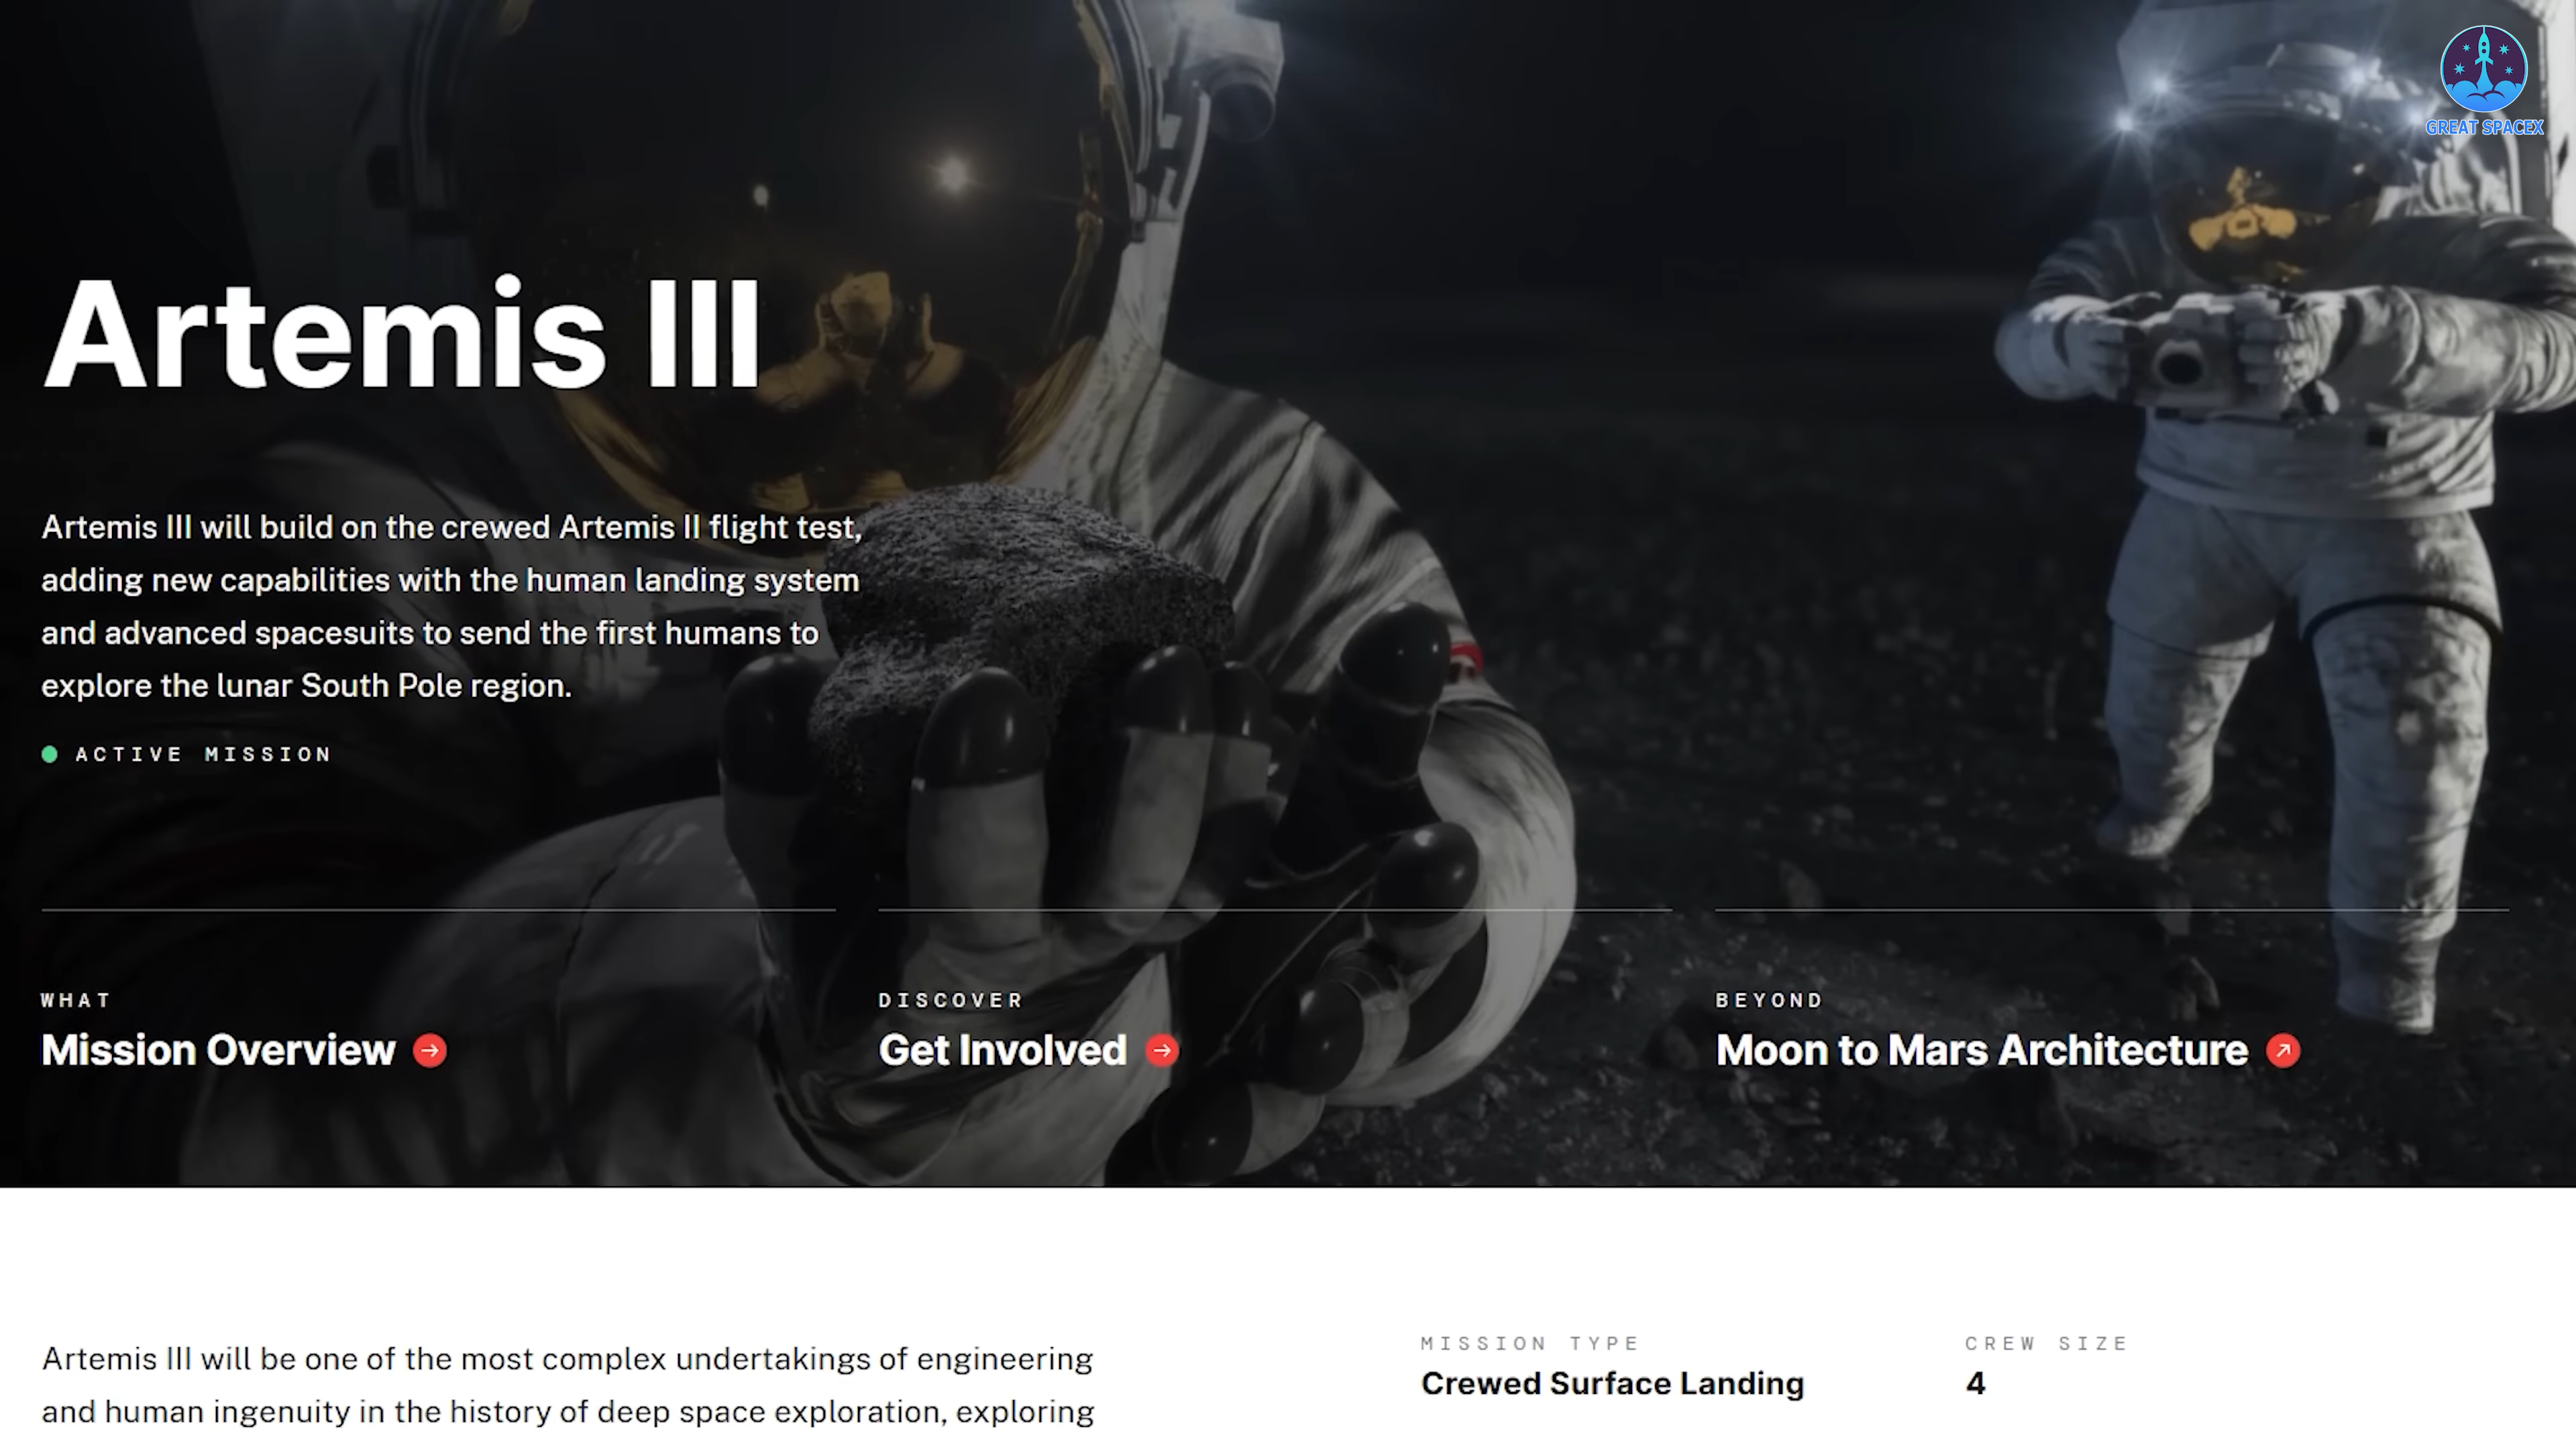 GREAT SPACEX
Artemis III
Artemis III will build on the crewed Artemis II flight test,
adding new capabilities with the human landing system
and advanced spacesuits to send the first humans to
explore the lunar South Pole region.
ACTIVE MISSION
WHAT
Mission Overview
DISCOVER
Get Involved
BEYOND
Moon to Mars Architecture
Artemis III will be one of the most complex undertakings of engineering
and human ingenuity in the history of deep space exploration, exploring
MISSION TYPE
Crewed Surface Landing
CREW SIZE
4